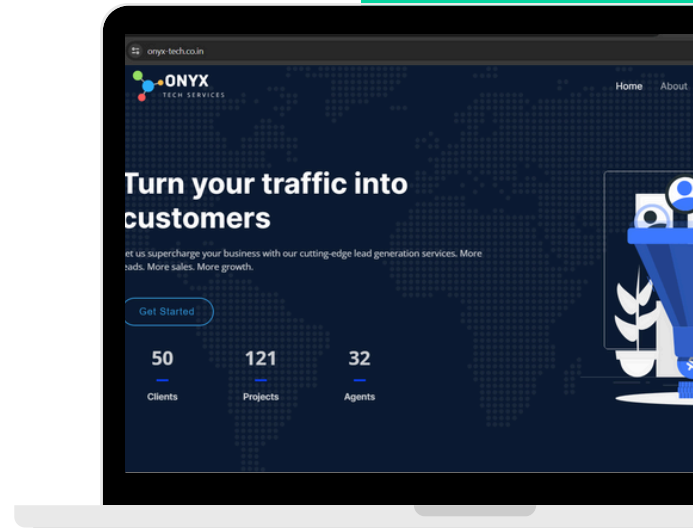 onyx-tech.co.in
ONYX
TECH SERVICES
Home About
Turn your traffic into
customers
et us supercharge your business with our cutting-edge lead generation services. More
eads. More sales. More growth.
Get Started
50 121 32
Clients Projects Agents